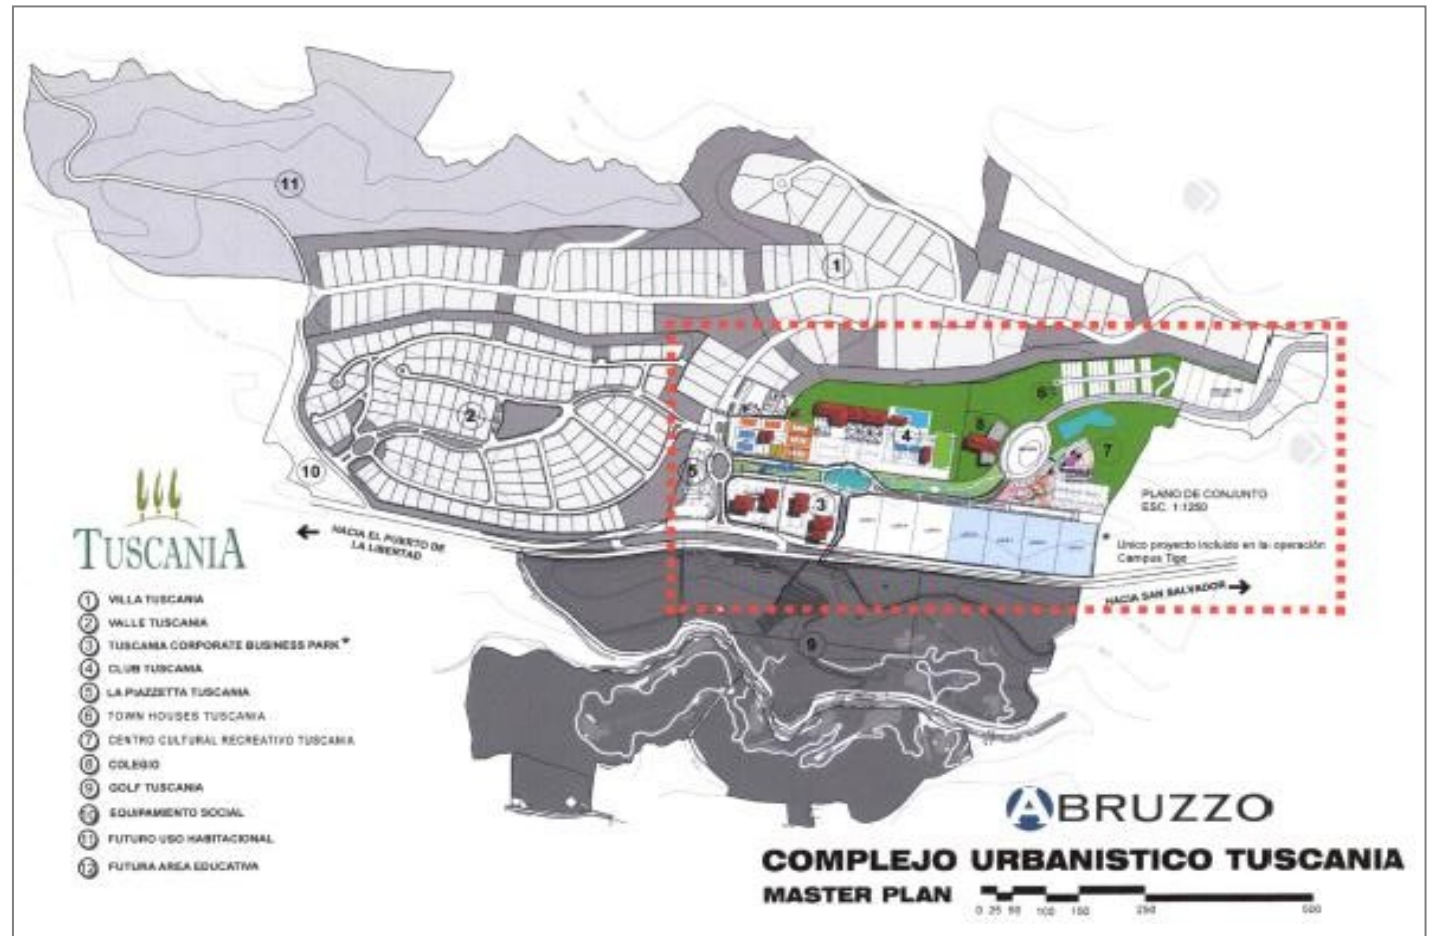 11
1
2
10
5
4
8
6
7
3
9
HACIA EL PUERTO DE
LA LIBERTAD
PLANO DE CONJUNTO
ESC. 1:1250
* Unico proyecto incluido en la operación
Campus Tige
HACIA SAN SALVADOR
TUSCANIA
1 VILLA TUSCANIA
2 VALLE TUSCANIA
3 TUSCANIA CORPORATE BUSINESS PARK *
4 CLUB TUSCANIA
5 LA PIAZZETTA TUSCANIA
6 TOWN HOUSES TUSCANIA
7 CENTRO CULTURAL RECREATIVO TUSCANIA
8 COLEGIO
9 GOLF TUSCANIA
10 EQUIPAMIENTO SOCIAL
11 FUTURO USO HABITACIONAL
12 FUTURA AREA EDUCATIVA
ABRUZZO
COMPLEJO URBANISTICO TUSCANIA
MASTER PLAN
0 25 50 100 150 250 500